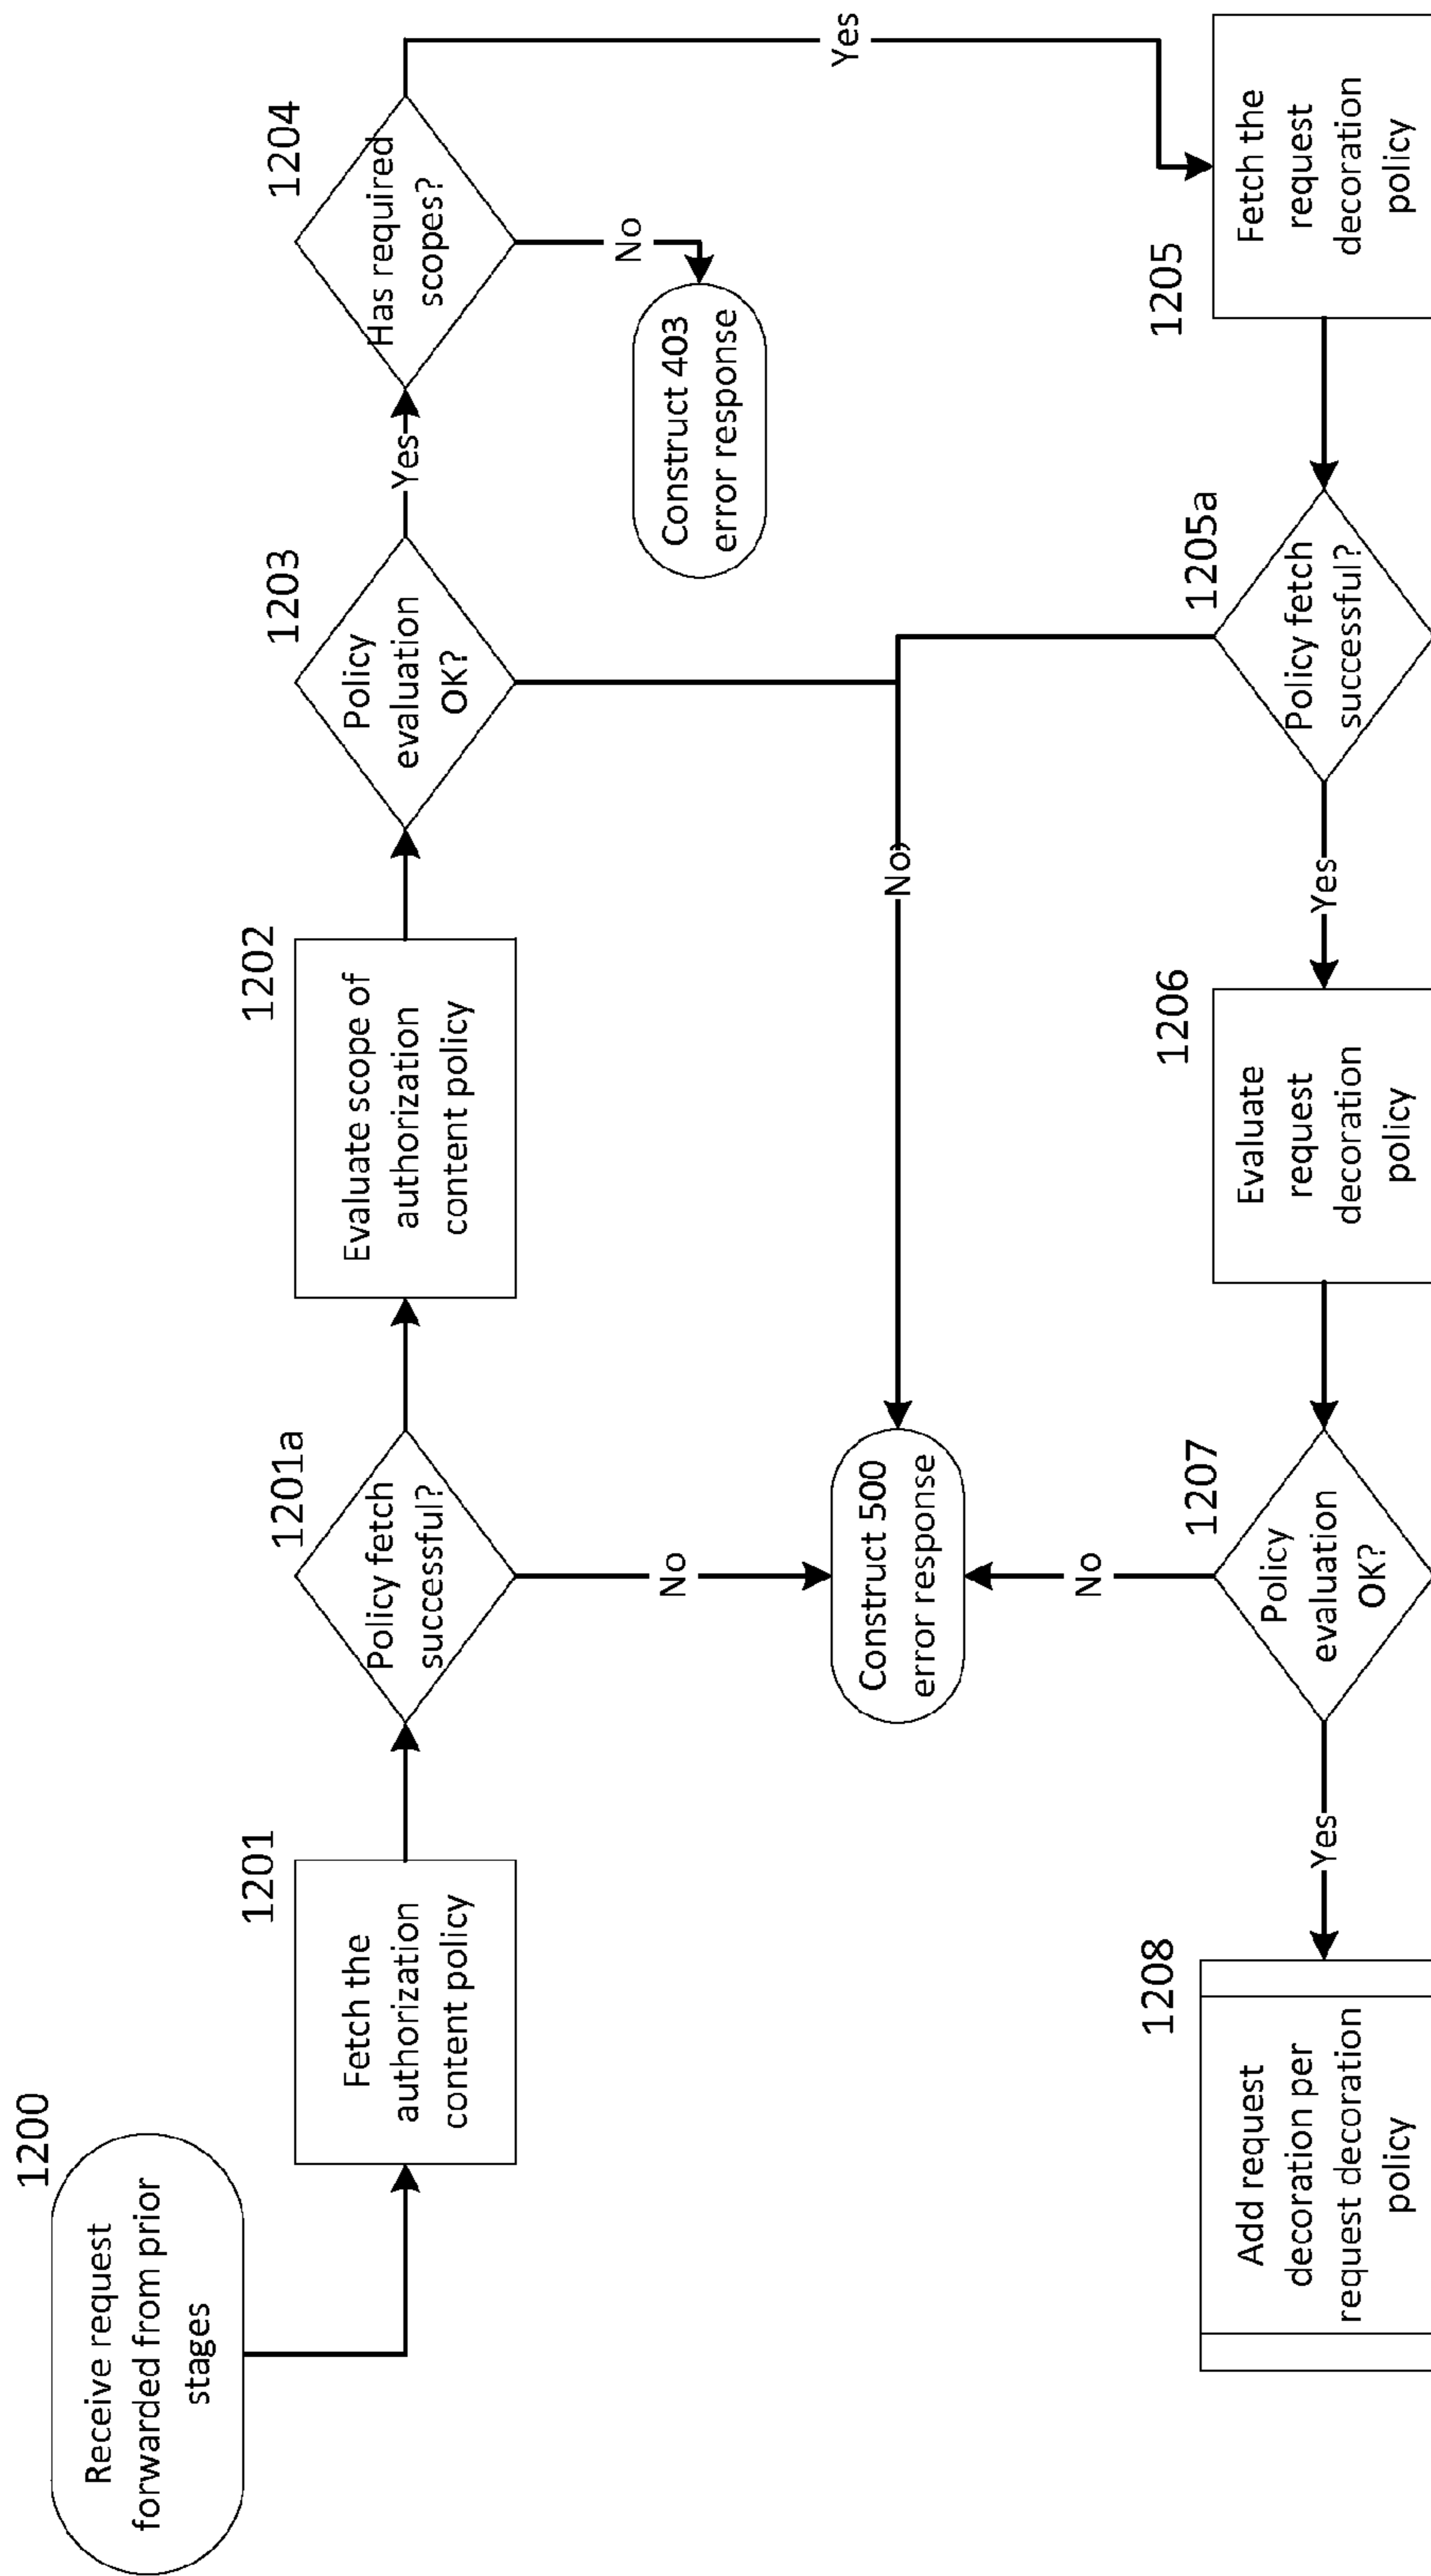 1200
Receive request
forwarded from prior
stages
1201
Fetch the
authorization
content policy
1201a
Policy fetch
successful?
No
1202
Evaluate scope of
authorization
content policy
1203
Policy
evaluation
OK?
Yes
1204
Has required
scopes?
No
Construct 403
error response
Yes
No
Construct 500
error response
1205
Fetch the
request
decoration
policy
1205a
Policy fetch
successful?
Yes
1206
Evaluate
request
decoration
policy
1207
Policy
evaluation
OK?
No
Yes
1208
Add request
decoration per
request decoration
policy